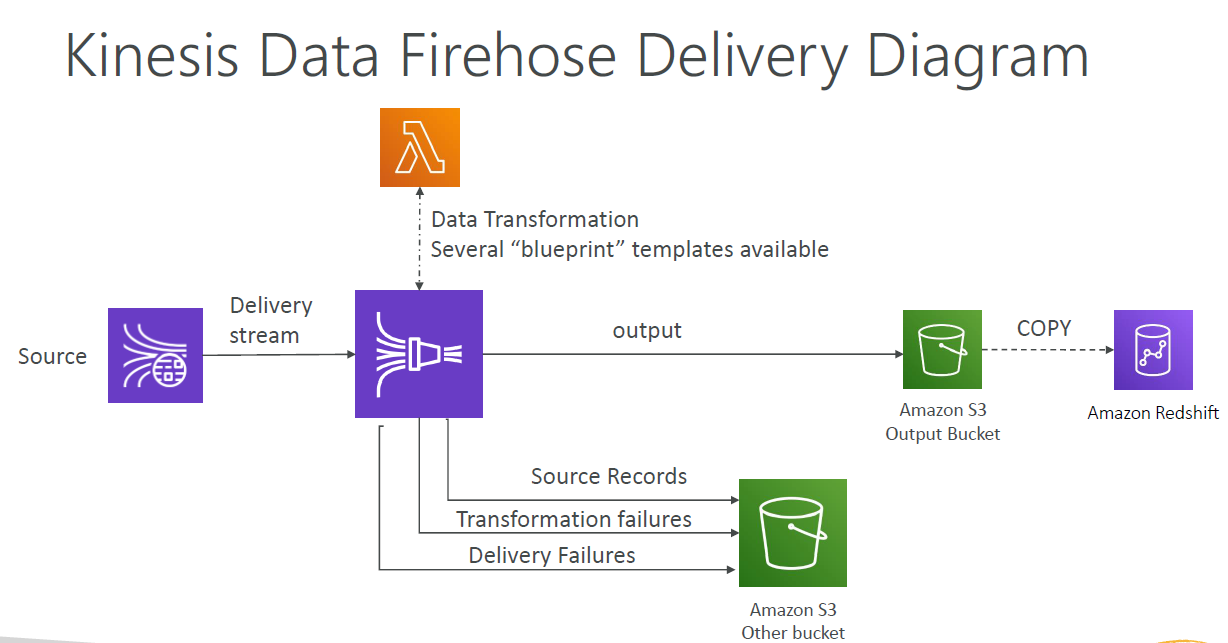 Kinesis Data Firehose Delivery Diagram
Data Transformation
Several “blueprint” templates available
Delivery
stream
Source
output
COPY
Amazon S3
Output Bucket
Amazon Redshift
Source Records
Transformation failures
Delivery Failures
Amazon S3
Other bucket